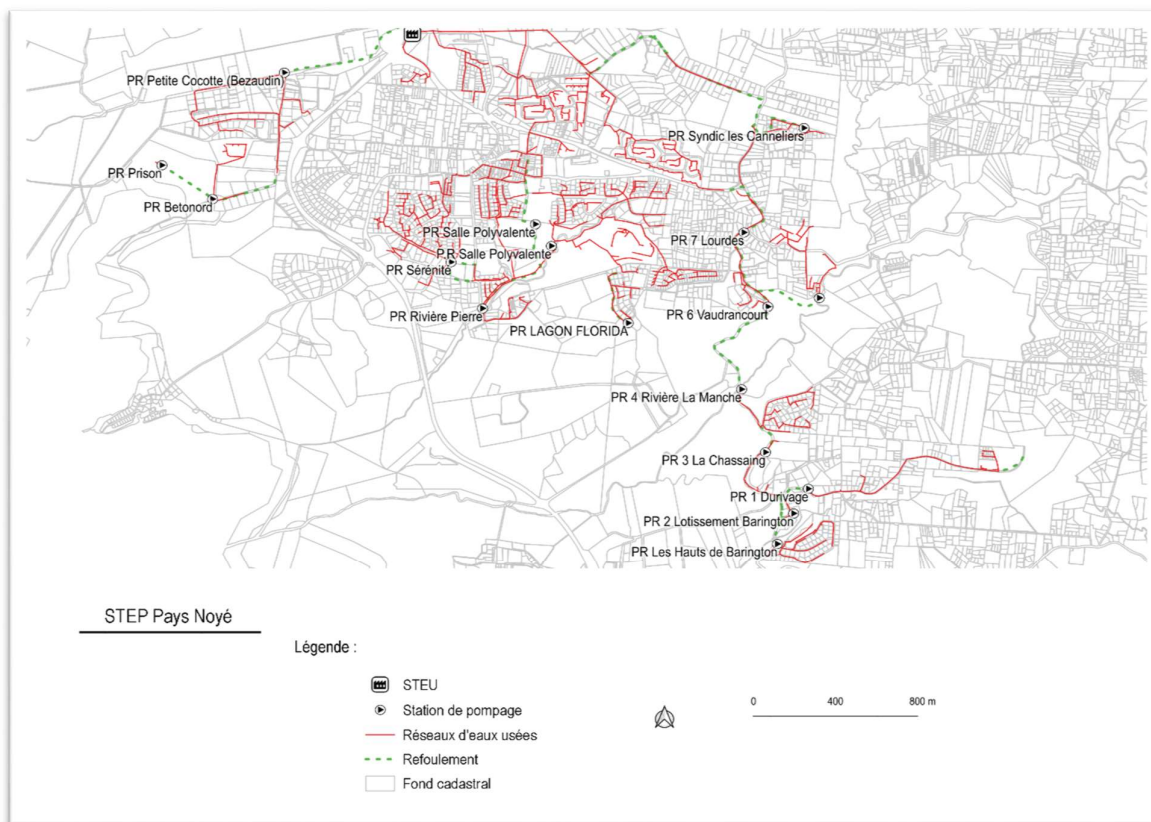 PR Petite Cocotte (Bezaudin)
PR Syndic les Canneliers
PR Prison
PR Betonord
PR Salle Polyvalente
PR 7 Lourdes
PR Salle Polyvalente
PR Sérénité
PR Rivière Pierre
PR 6 Vaudrancourt
PR LAGON FLORIDA
PR 4 Rivière La Manche
PR 3 La Chassaing
PR 1 Durivage
PR 2 Lotissement Barington
PR Les Hauts de Barington
STEP Pays Noyé
Légende :
STEU
Station de pompage
Réseaux d'eaux usées
Refoulement
Fond cadastral
0 400 800 m